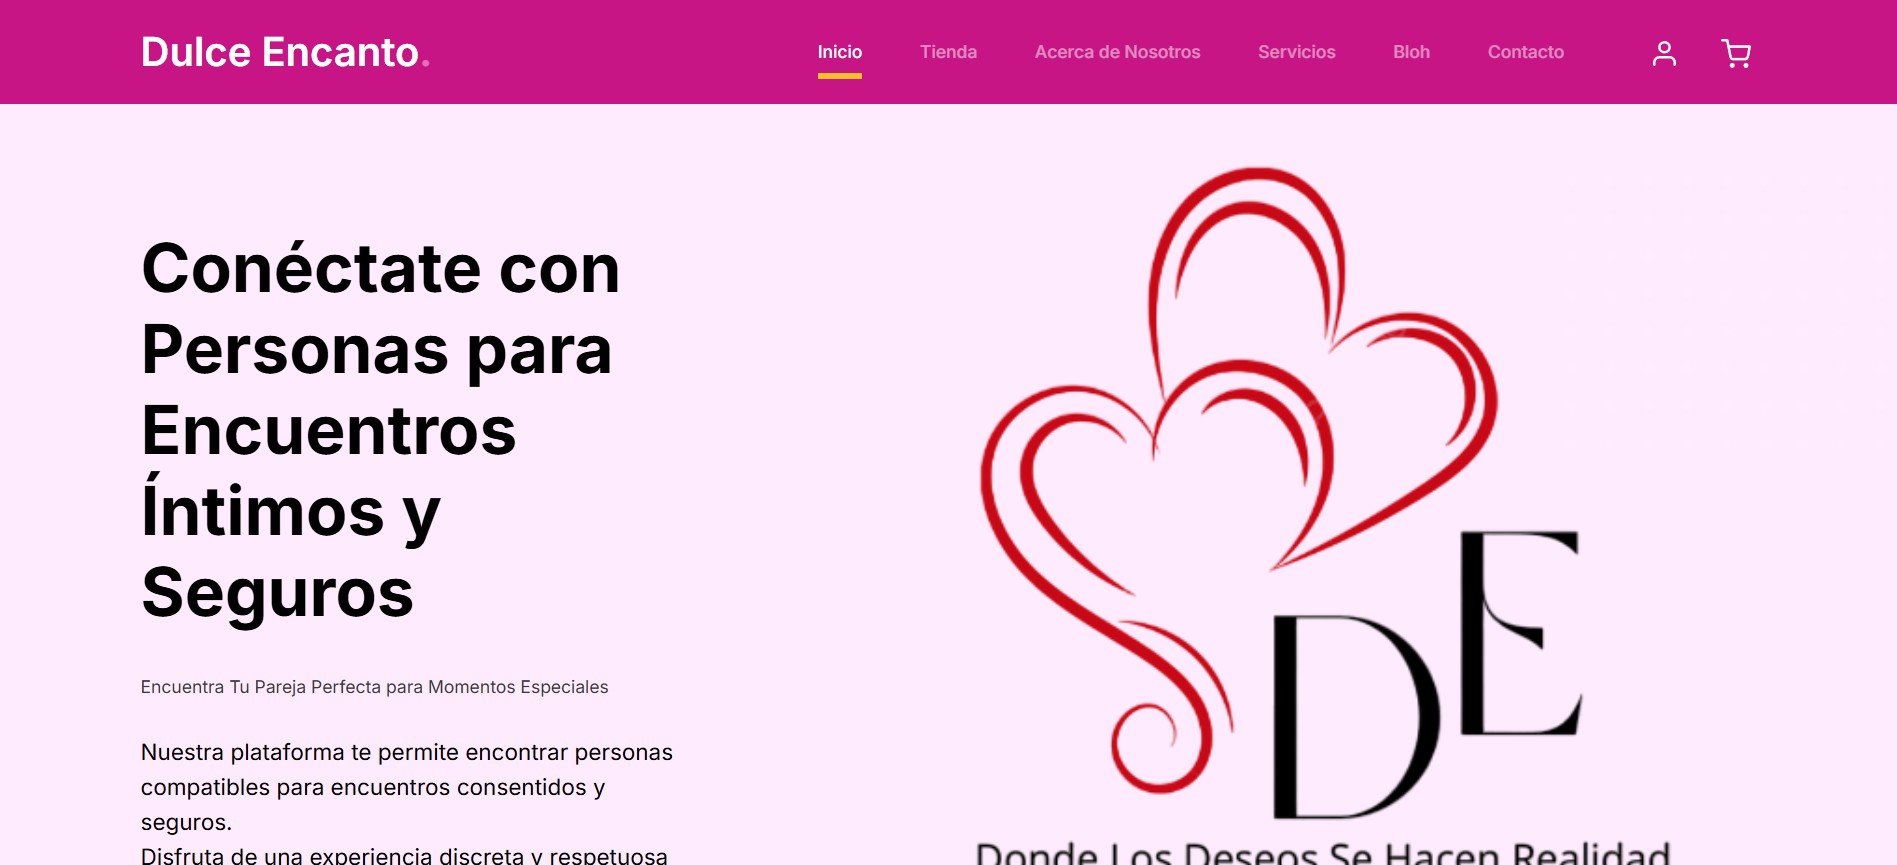 Dulce Encanto.
Inicio Tienda Acerca de Nosotros Servicios Bloh Contacto
Conéctate con
Personas para
Encuentros
Íntimos y
Seguros
Encuentra Tu Pareja Perfecta para Momentos Especiales
Nuestra plataforma te permite encontrar personas
compatibles para encuentros consentidos y
seguros.
Disfruta de una experiencia discreta y respetuosa
DE
Donde Los Deseos Se Hacen Realidad